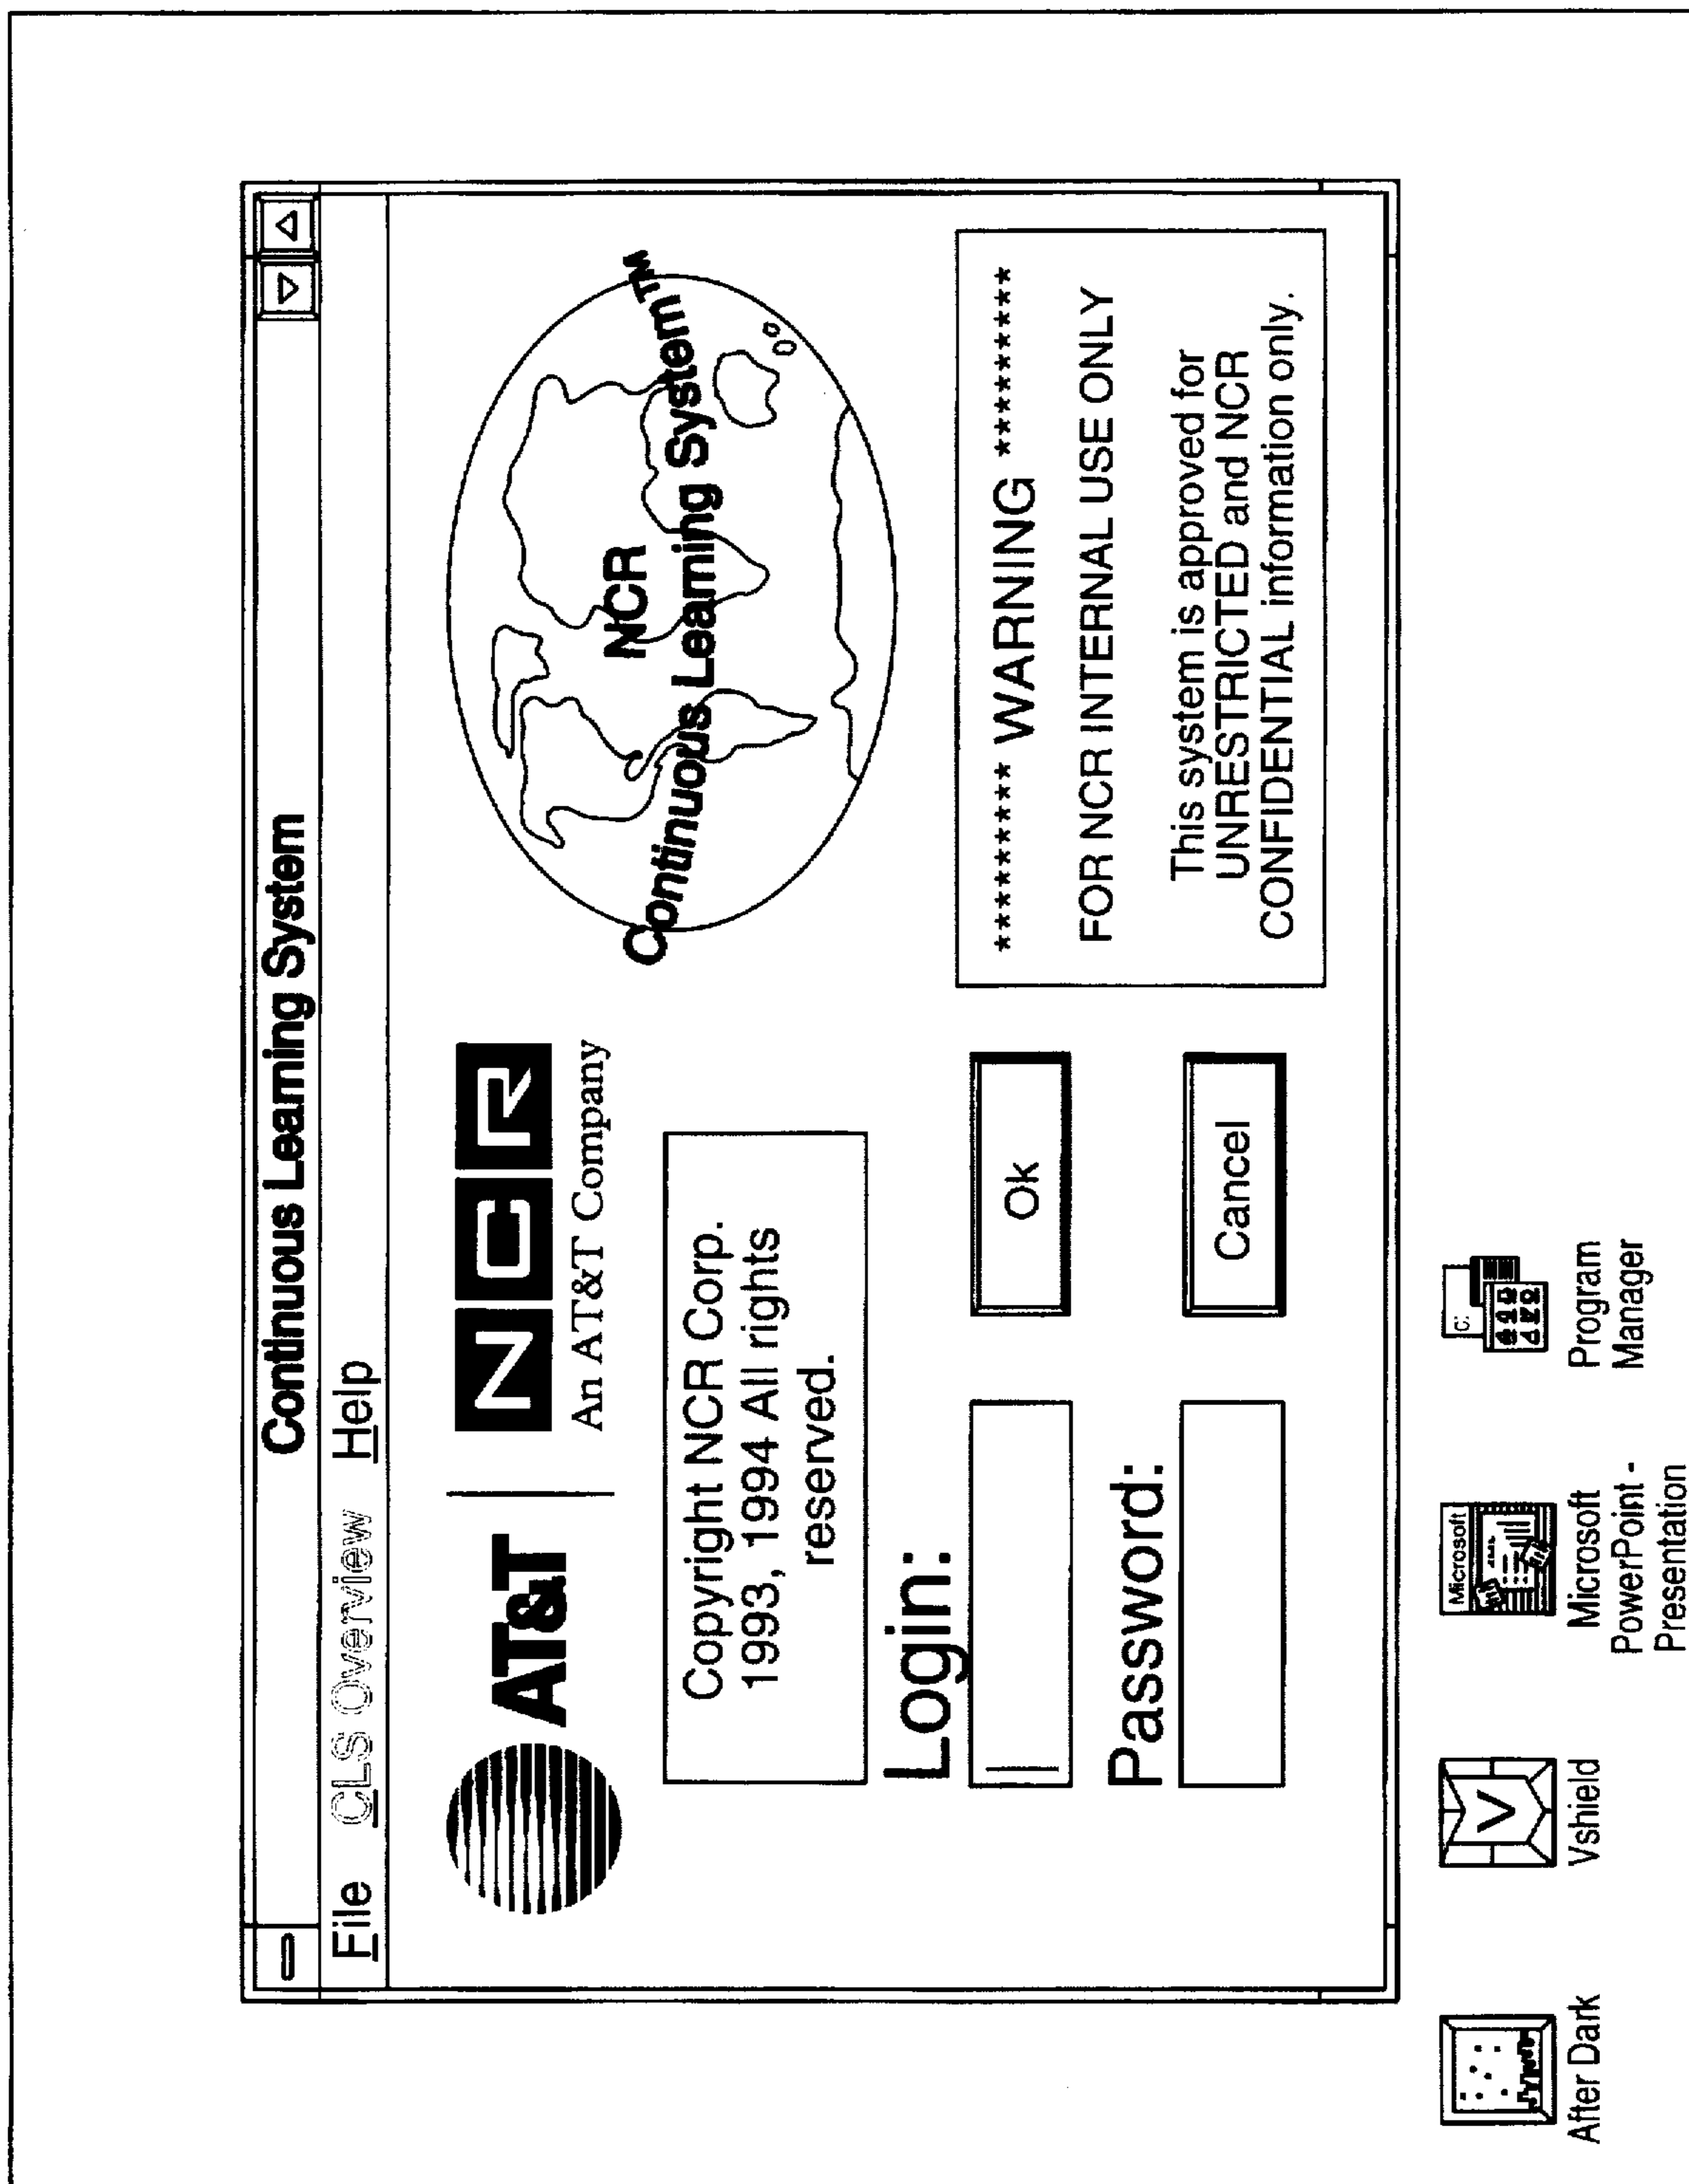 Continuous Learning System
File CLS Overview Help
AT&T
NCR
An AT&T Company
Copyright NCR Corp.
1993, 1994 All rights
reserved.
NCR
Continuous Learning System™
Login:
Ok
Password:
Cancel
********* WARNING *********
FOR NCR INTERNAL USE ONLY
This system is approved for
UNRESTRICTED and NCR
CONFIDENTIAL information only.
After Dark
V
Vshield
Microsoft
Microsoft
PowerPoint -
Presentation
C:
Program
Manager